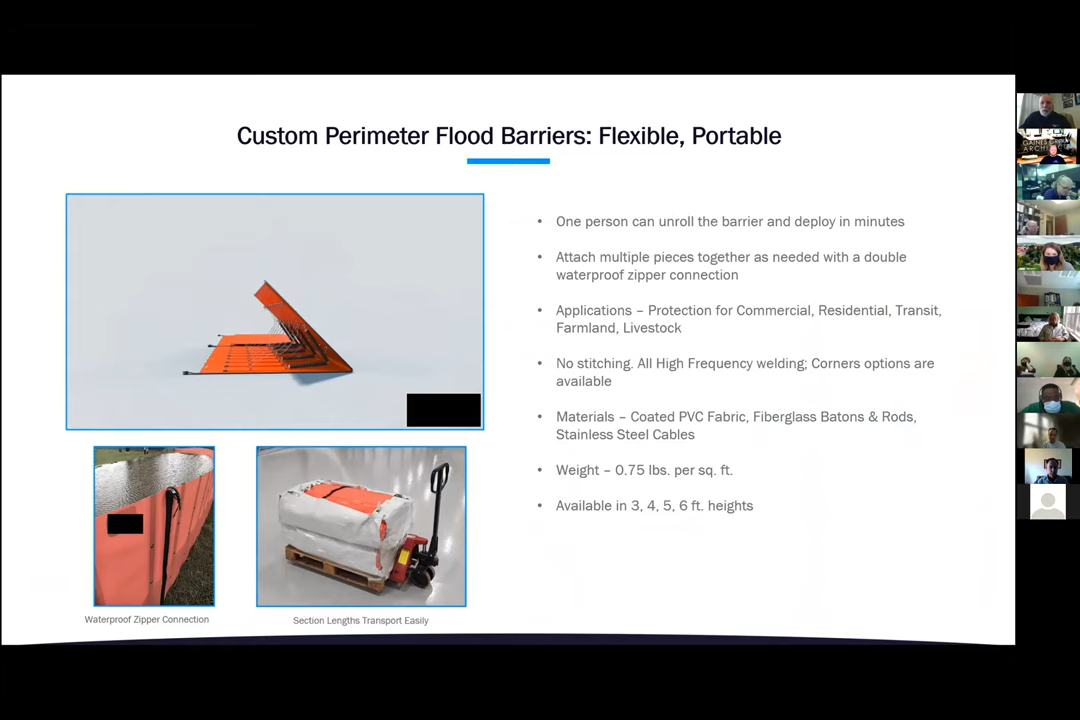 Custom Perimeter Flood Barriers: Flexible, Portable
• One person can unroll the barrier and deploy in minutes
• Attach multiple pieces together as needed with a double
waterproof zipper connection
• Applications – Protection for Commercial, Residential, Transit,
Farmland, Livestock
• No stitching. All High Frequency welding; Corners options are
available
• Materials – Coated PVC Fabric, Fiberglass Batons & Rods,
Stainless Steel Cables
• Weight – 0.75 lbs. per sq. ft.
• Available in 3, 4, 5, 6 ft. heights
Waterproof Zipper Connection
Section Lengths Transport Easily